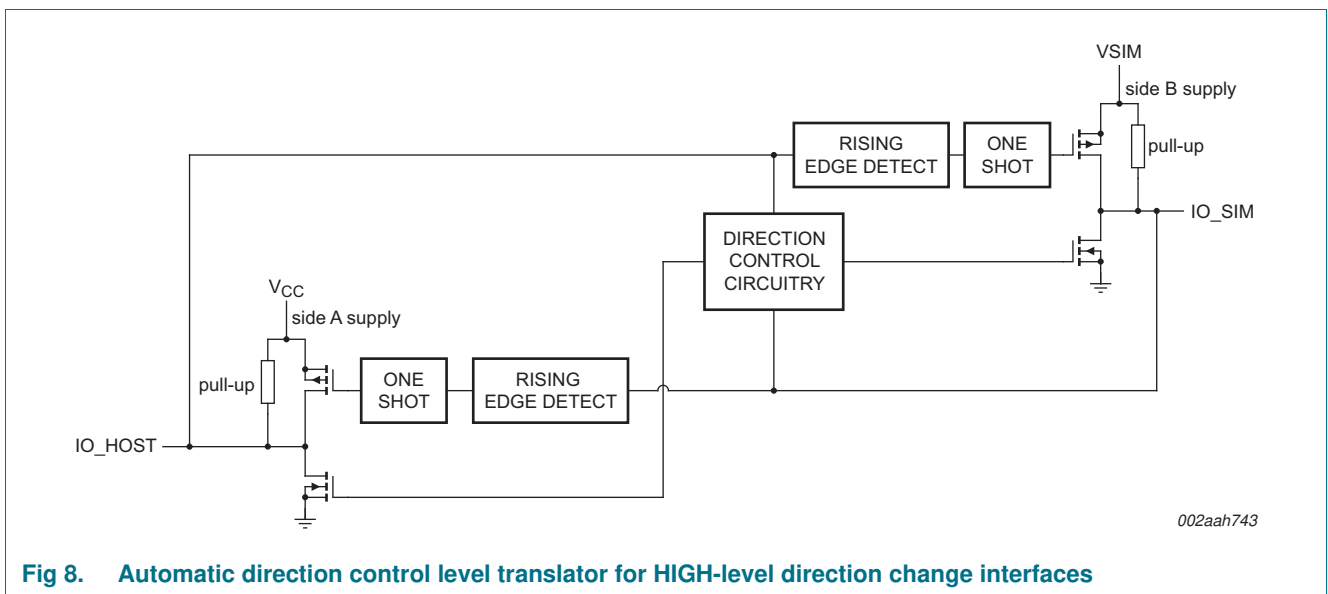 VSIM
side B supply
RISING
EDGE DETECT
ONE
SHOT
pull-up
IO_SIM
DIRECTION
CONTROL
CIRCUITRY
VCC
side A supply
pull-up
ONE
SHOT
RISING
EDGE DETECT
IO_HOST
002aah743
Fig 8. Automatic direction control level translator for HIGH-level direction change interfaces